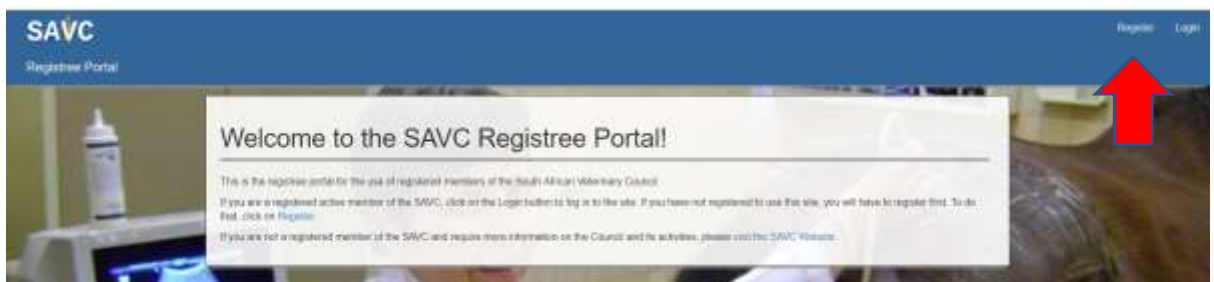 SAVC
Register Login
Registree Portal
Welcome to the SAVC Registree Portal!
This is the registree portal for the use of registered members of the South African Veterinary Council.
If you are a registered active member of the SAVC, click on the Login button to log in to the site. If you have not registered to use this site, you will have to register first. To do
that, click on Register
If you are not a registered member of the SAVC and require more information on the Council and its activities, please visit the SAVC Website.